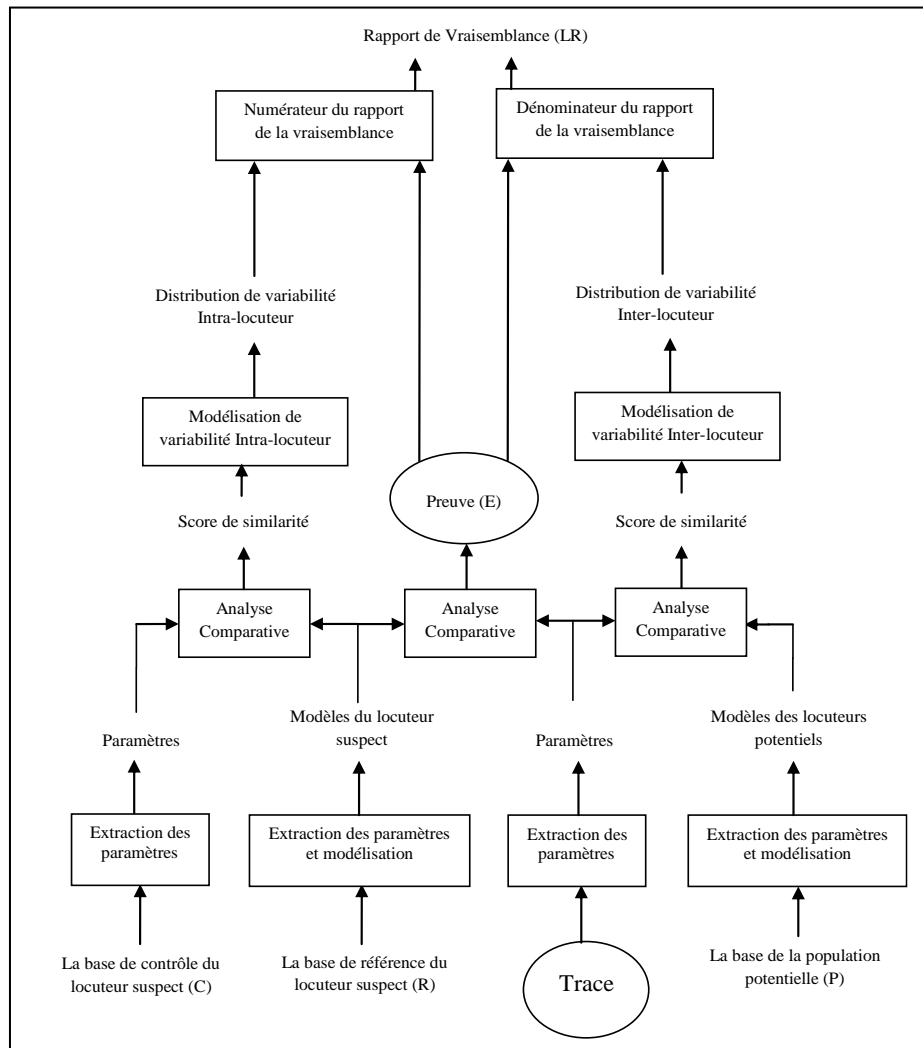 Rapport de Vraisemblance (LR)
Numérateur du rapport
de la vraisemblance
Dénominateur du rapport
de la vraisemblance
Distribution de variabilité
Intra-locuteur
Distribution de variabilité
Inter-locuteur
Modélisation de
variabilité Intra-locuteur
Modélisation de
variabilité Inter-locuteur
Preuve (E)
Score de similarité
Score de similarité
Analyse
Comparative
Analyse
Comparative
Analyse
Comparative
Paramètres
Modèles du locuteur
suspect
Paramètres
Modèles des locuteurs
potentiels
Extraction des
paramètres
Extraction des paramètres
et modélisation
Extraction des
paramètres
Extraction des paramètres
et modélisation
La base de contrôle du
locuteur suspect (C)
La base de référence du
locuteur suspect (R)
Trace
La base de la population
potentielle (P)